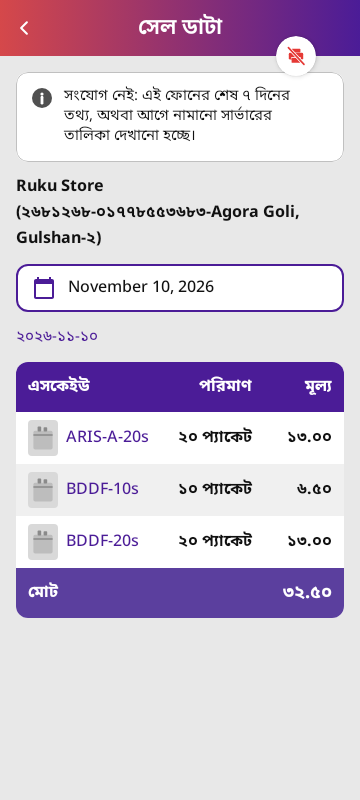 সেল ডাটা
সংযোগ নেই: এই ফোনের শেষ ৭ দিনের
তথ্য, অথবা আগে নামানো সার্ভারের
তালিকা দেখানো হচ্ছে।
Ruku Store
(২৬৮১২৬৮-০১৭৭৮৫৫৩৬৮৩-Agora Goli,
Gulshan-২)
November 10, 2026
২০২৬-১১-১০
এসকেইউ পরিমাণ মূল্য
ARIS-A-20s ২০ প্যাকেট ১৩.০০
BDDF-10s ১০ প্যাকেট ৬.৫০
BDDF-20s ২০ প্যাকেট ১৩.০০
মোট ৩২.৫০